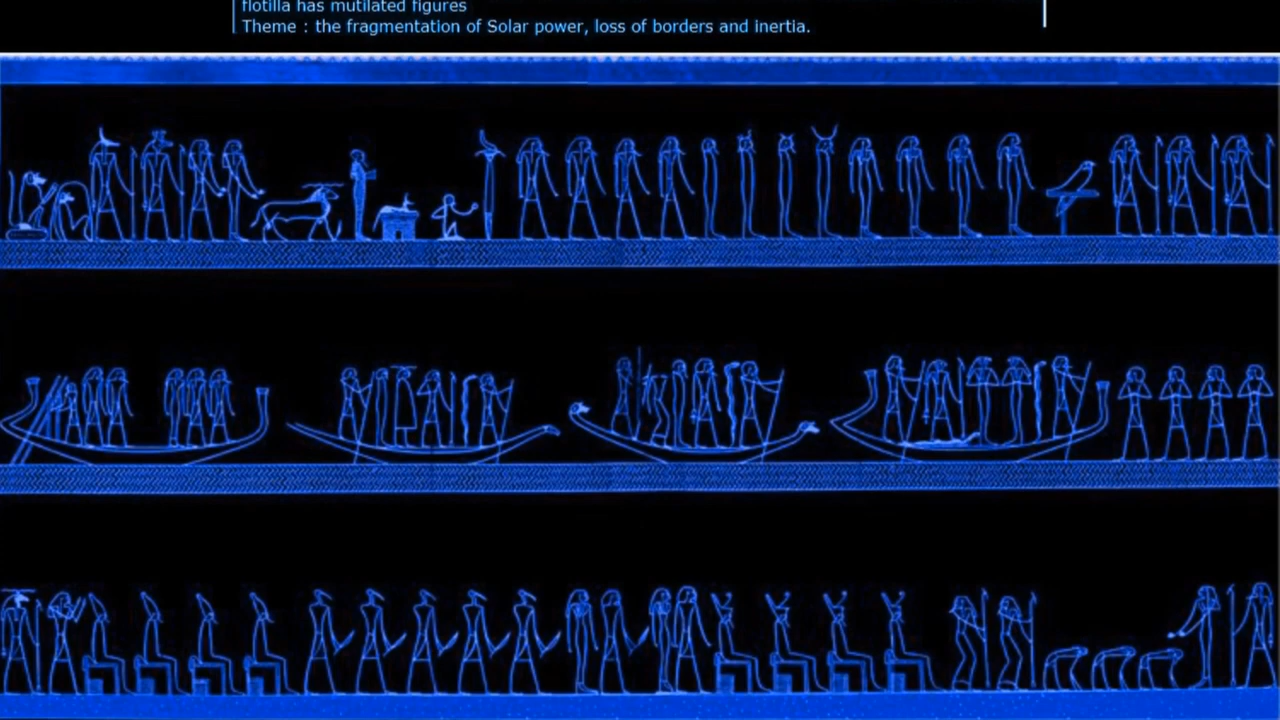 flotilla has mutilated figures
Theme : the fragmentation of Solar power, loss of borders and inertia.